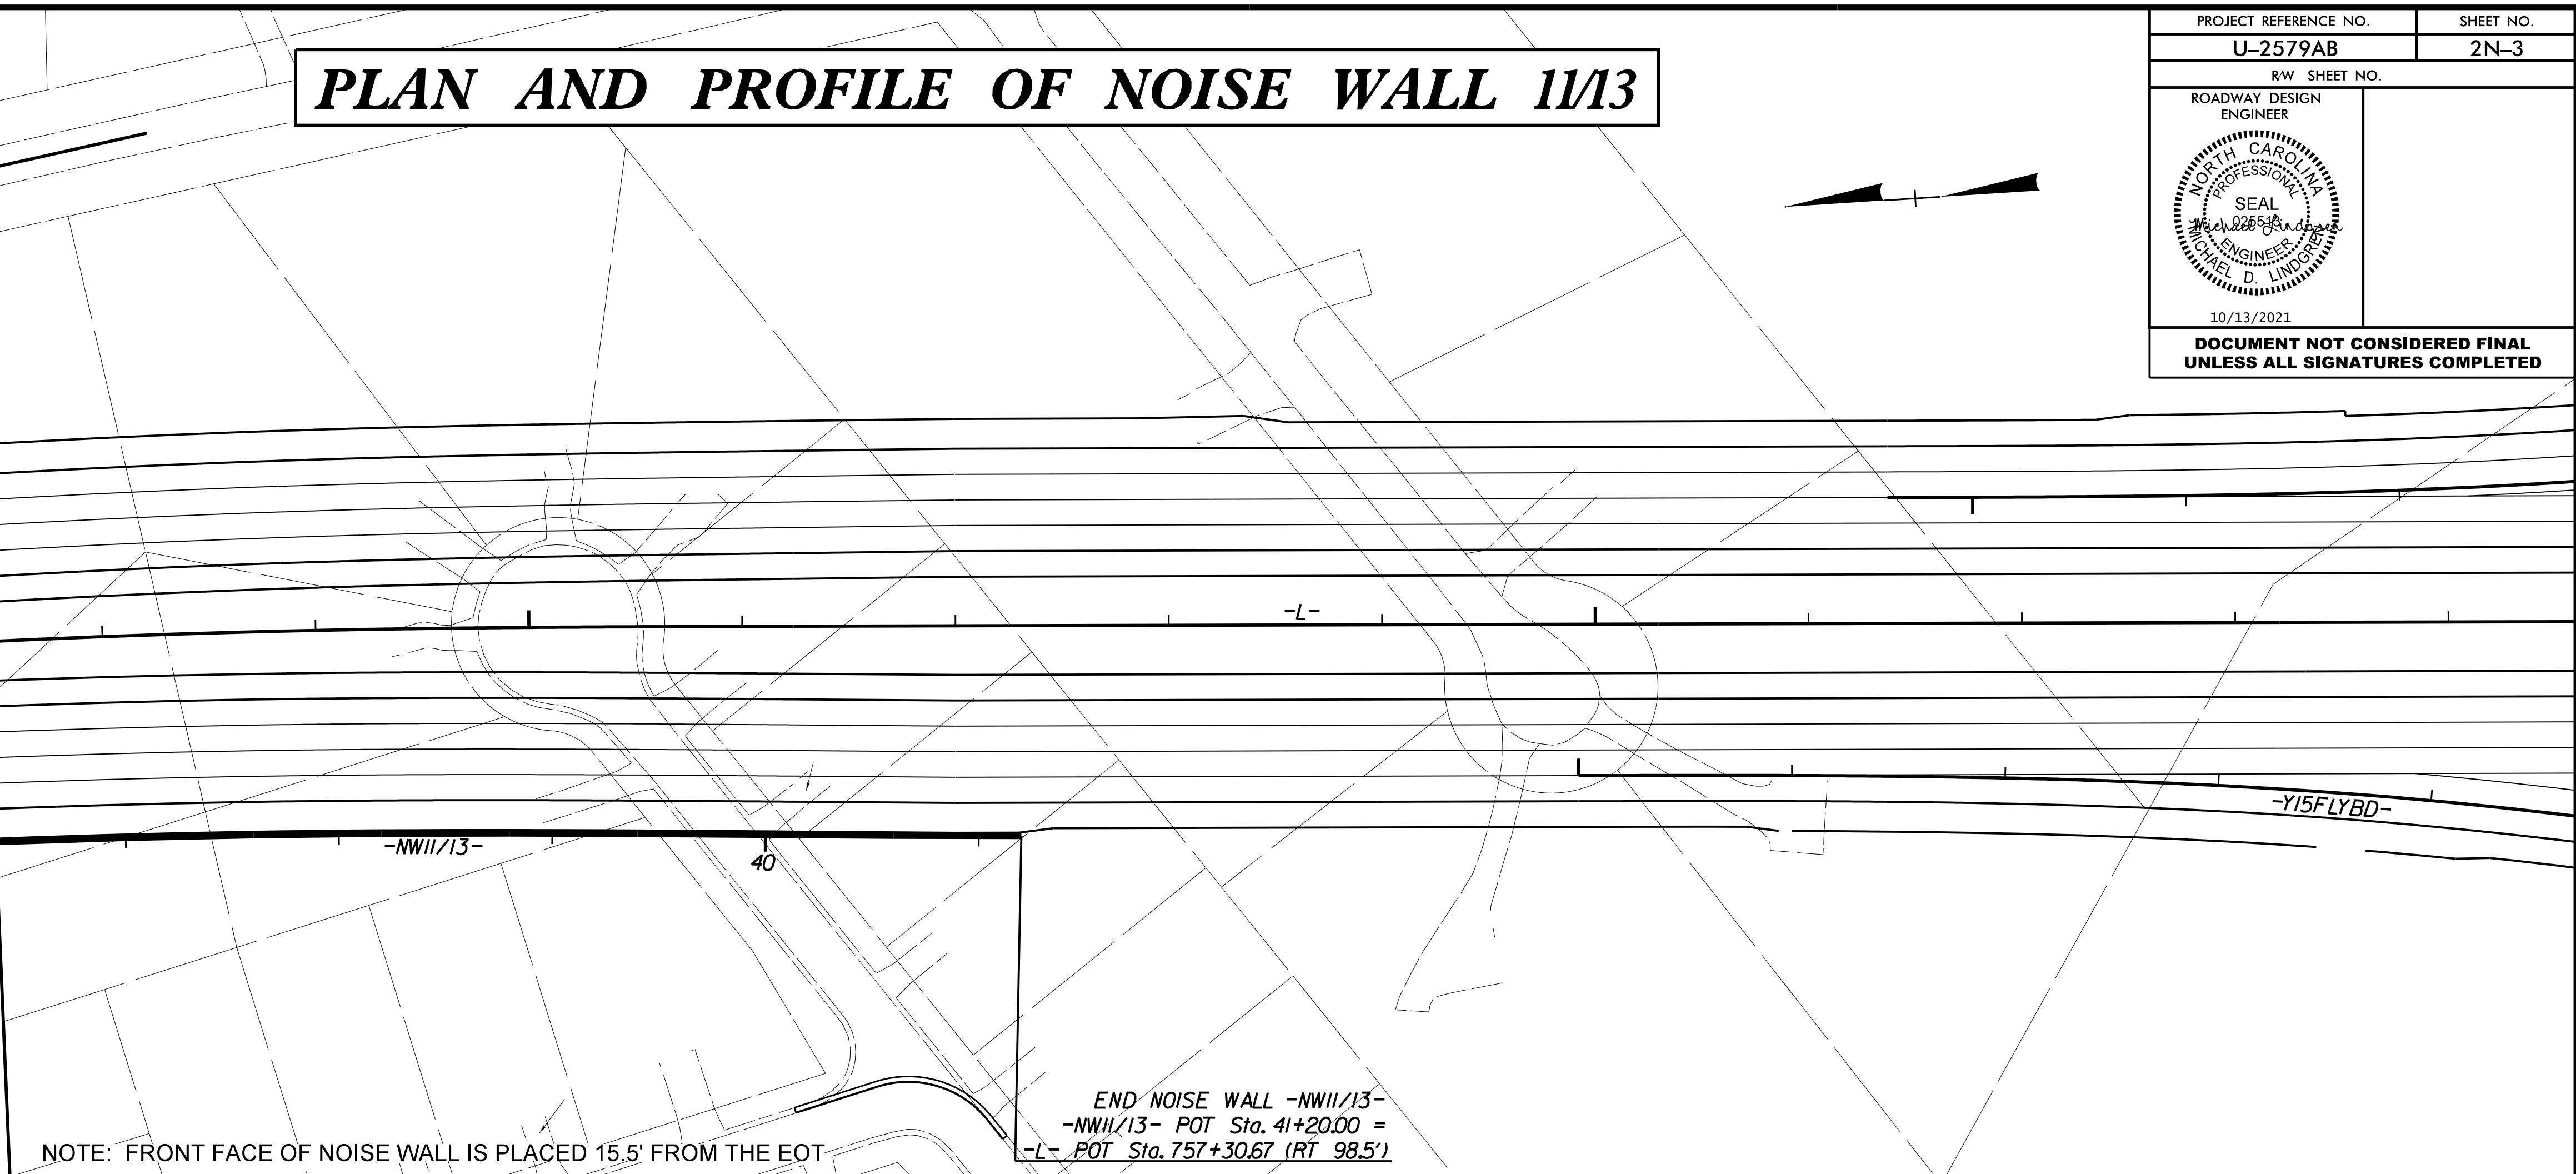 PLAN AND PROFILE OF NOISE WALL 11/13
PROJECT REFERENCE NO.
SHEET NO.
U-2579AB
2N-3
R/W SHEET NO.
ROADWAY DESIGN
ENGINEER
NORTH CAROLINA
PROFESSIONAL
SEAL
025513
Michael Lindgren
ENGINEER
MICHAEL D. LINDGREN
10/13/2021
DOCUMENT NOT CONSIDERED FINAL
UNLESS ALL SIGNATURES COMPLETED
-L-
-Y15FLYBD-
-NW11/13-
40
END NOISE WALL -NW11/13-
-NW11/13- POT Sta. 41+20.00 =
-L- POT Sta. 757+30.67 (RT 98.5')
NOTE: FRONT FACE OF NOISE WALL IS PLACED 15.5' FROM THE EOT